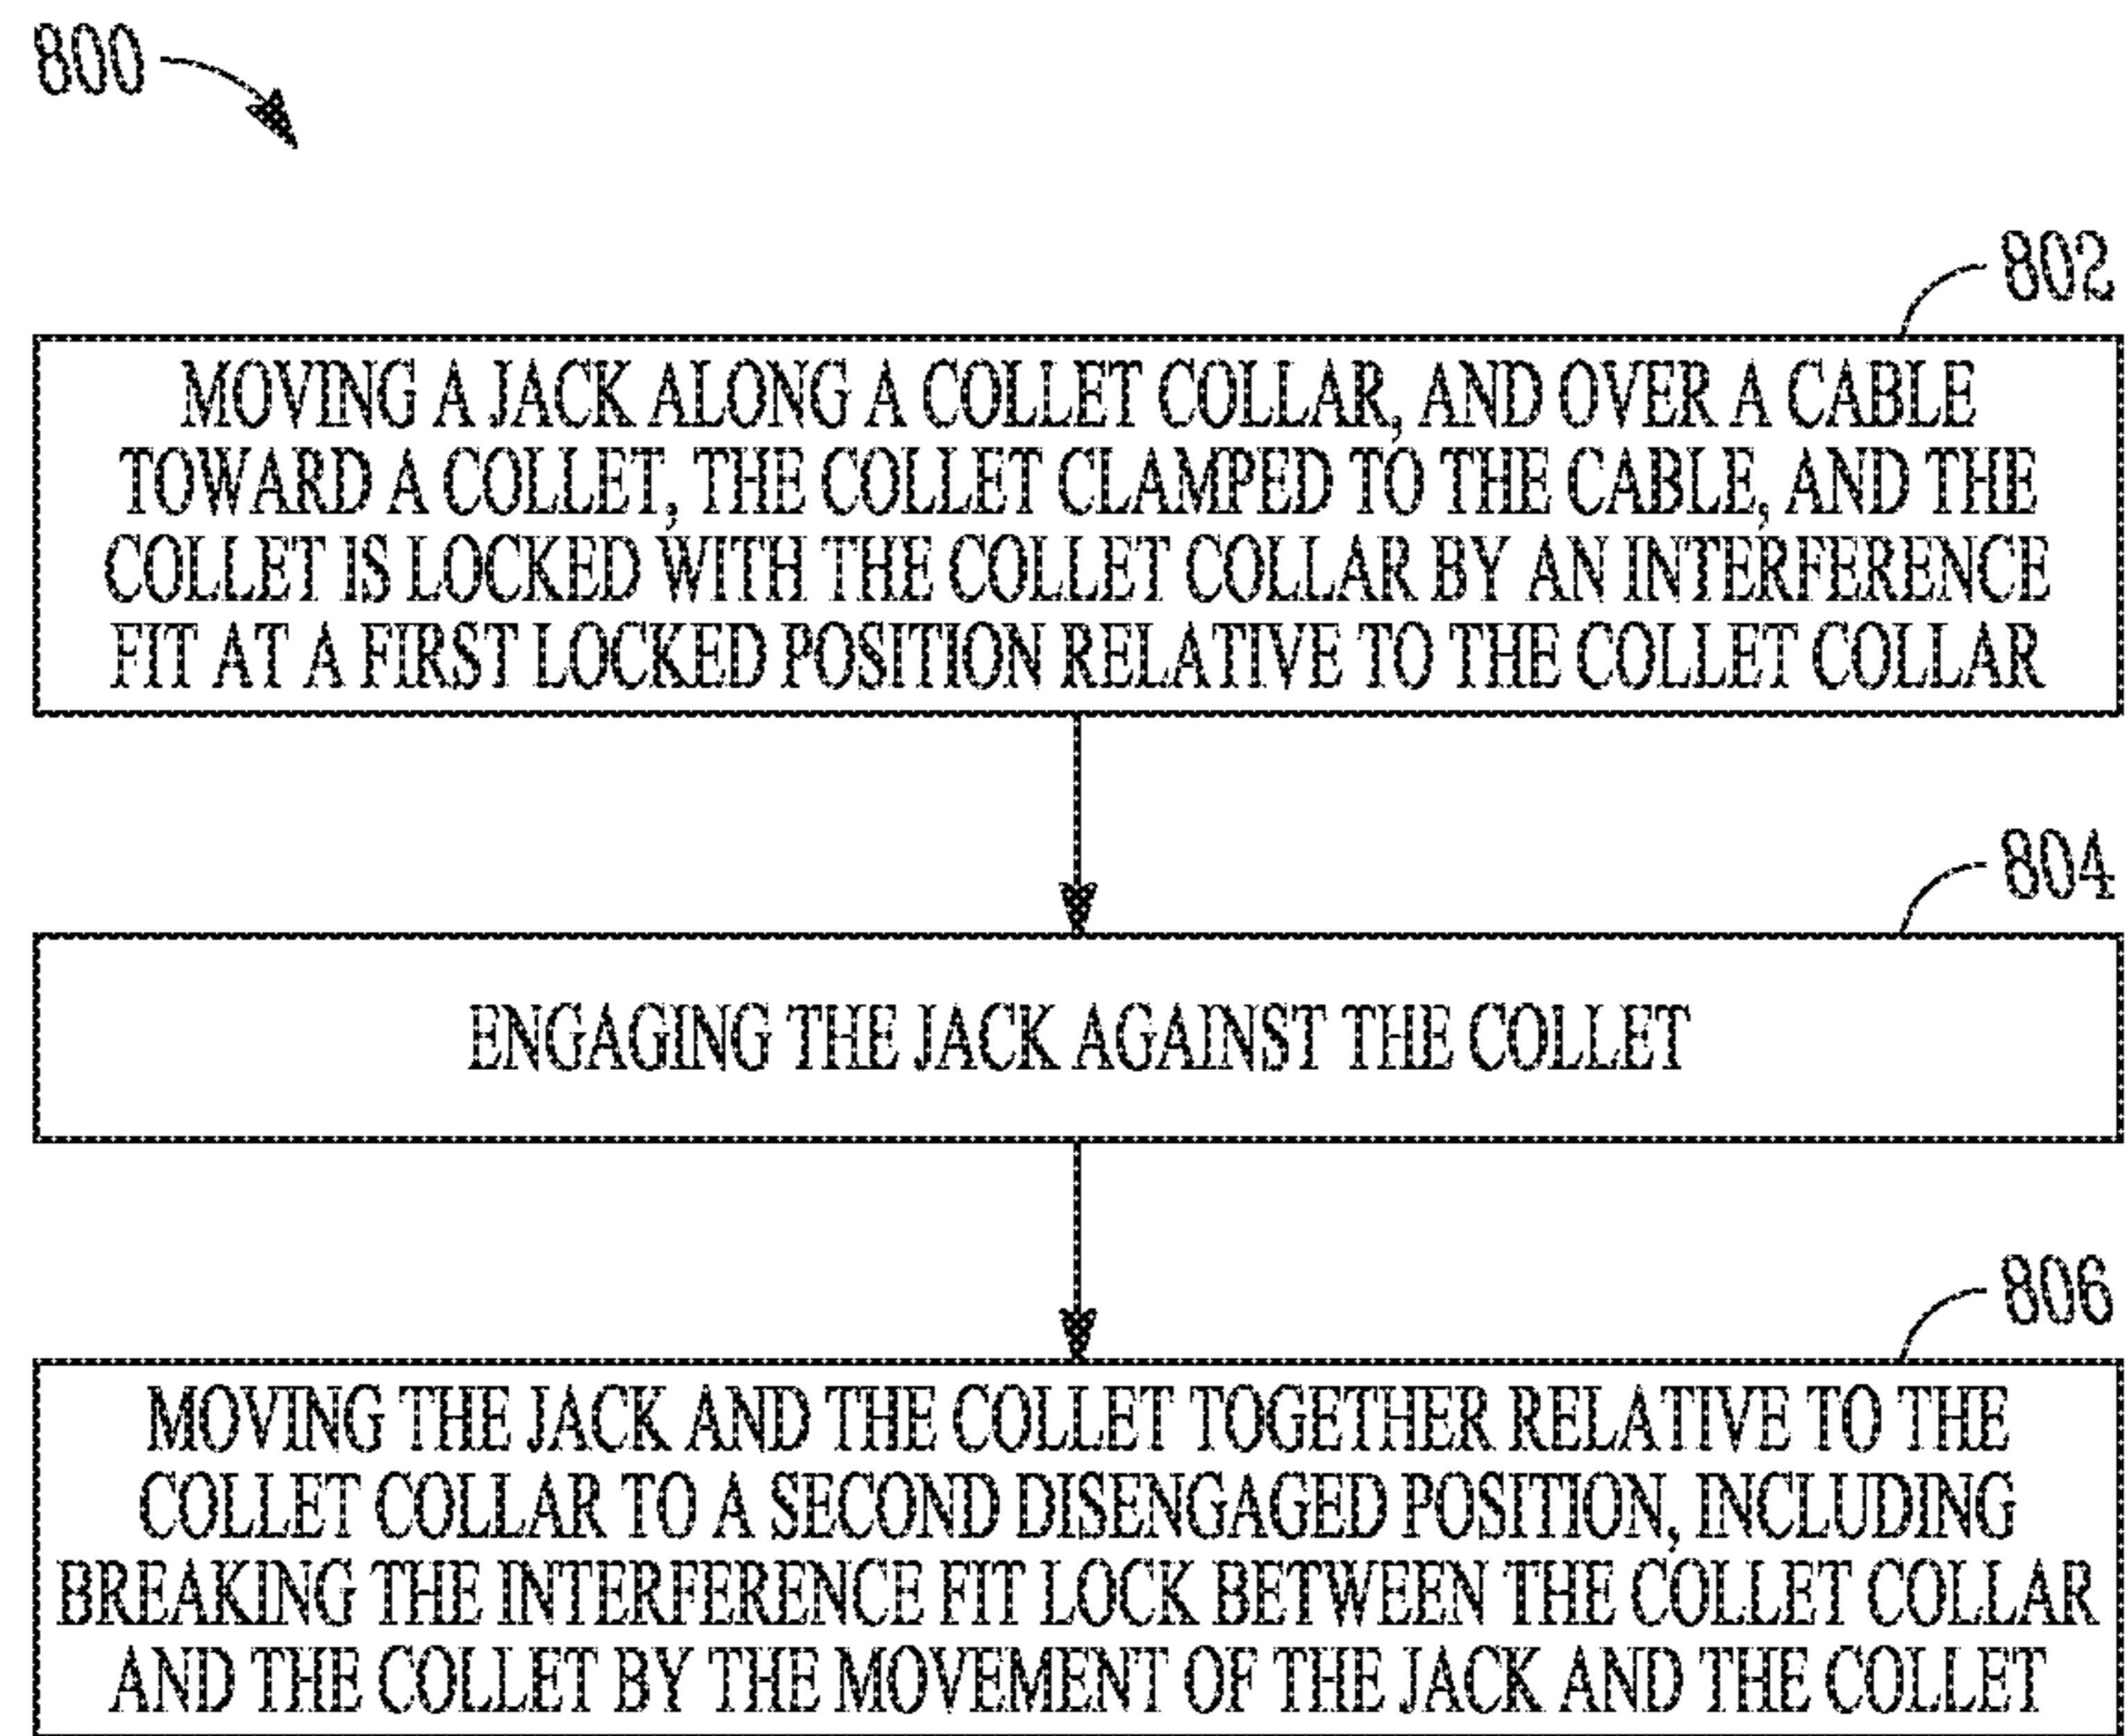 800
802
MOVING A JACK ALONG A COLLET COLLAR, AND OVER A CABLE
TOWARD A COLLET, THE COLLET CLAMPED TO THE CABLE, AND THE
COLLET IS LOCKED WITH THE COLLET COLLAR BY AN INTERFERENCE
FIT AT A FIRST LOCKED POSITION RELATIVE TO THE COLLET COLLAR
804
ENGAGING THE JACK AGAINST THE COLLET
806
MOVING THE JACK AND THE COLLET TOGETHER RELATIVE TO THE
COLLET COLLAR TO A SECOND DISENGAGED POSITION, INCLUDING
BREAKING THE INTERFERENCE FIT LOCK BETWEEN THE COLLET COLLAR
AND THE COLLET BY THE MOVEMENT OF THE JACK AND THE COLLET